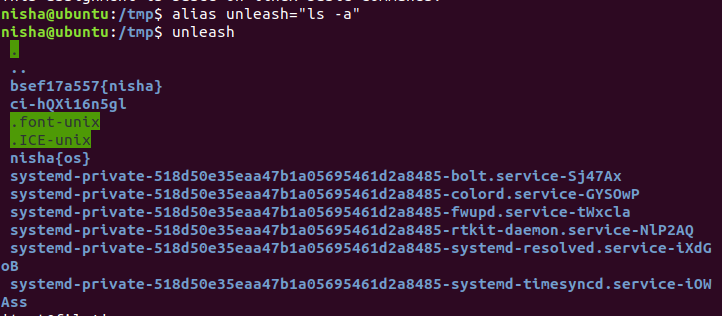 nisha@ubuntu:/tmp$ alias unleash="ls -a"
nisha@ubuntu:/tmp$ unleash
.
..
bsef17a557{nisha}
ci-hQXi16n5gl
.font-unix
.ICE-unix
nisha{os}
systemd-private-518d50e35eaa47b1a05695461d2a8485-bolt.service-Sj47Ax
systemd-private-518d50e35eaa47b1a05695461d2a8485-colord.service-GYSOwP
systemd-private-518d50e35eaa47b1a05695461d2a8485-fwupd.service-tWxcla
systemd-private-518d50e35eaa47b1a05695461d2a8485-rtkit-daemon.service-NlP2AQ
systemd-private-518d50e35eaa47b1a05695461d2a8485-systemd-resolved.service-iXdG
oB
systemd-private-518d50e35eaa47b1a05695461d2a8485-systemd-timesyncd.service-iOW
Ass